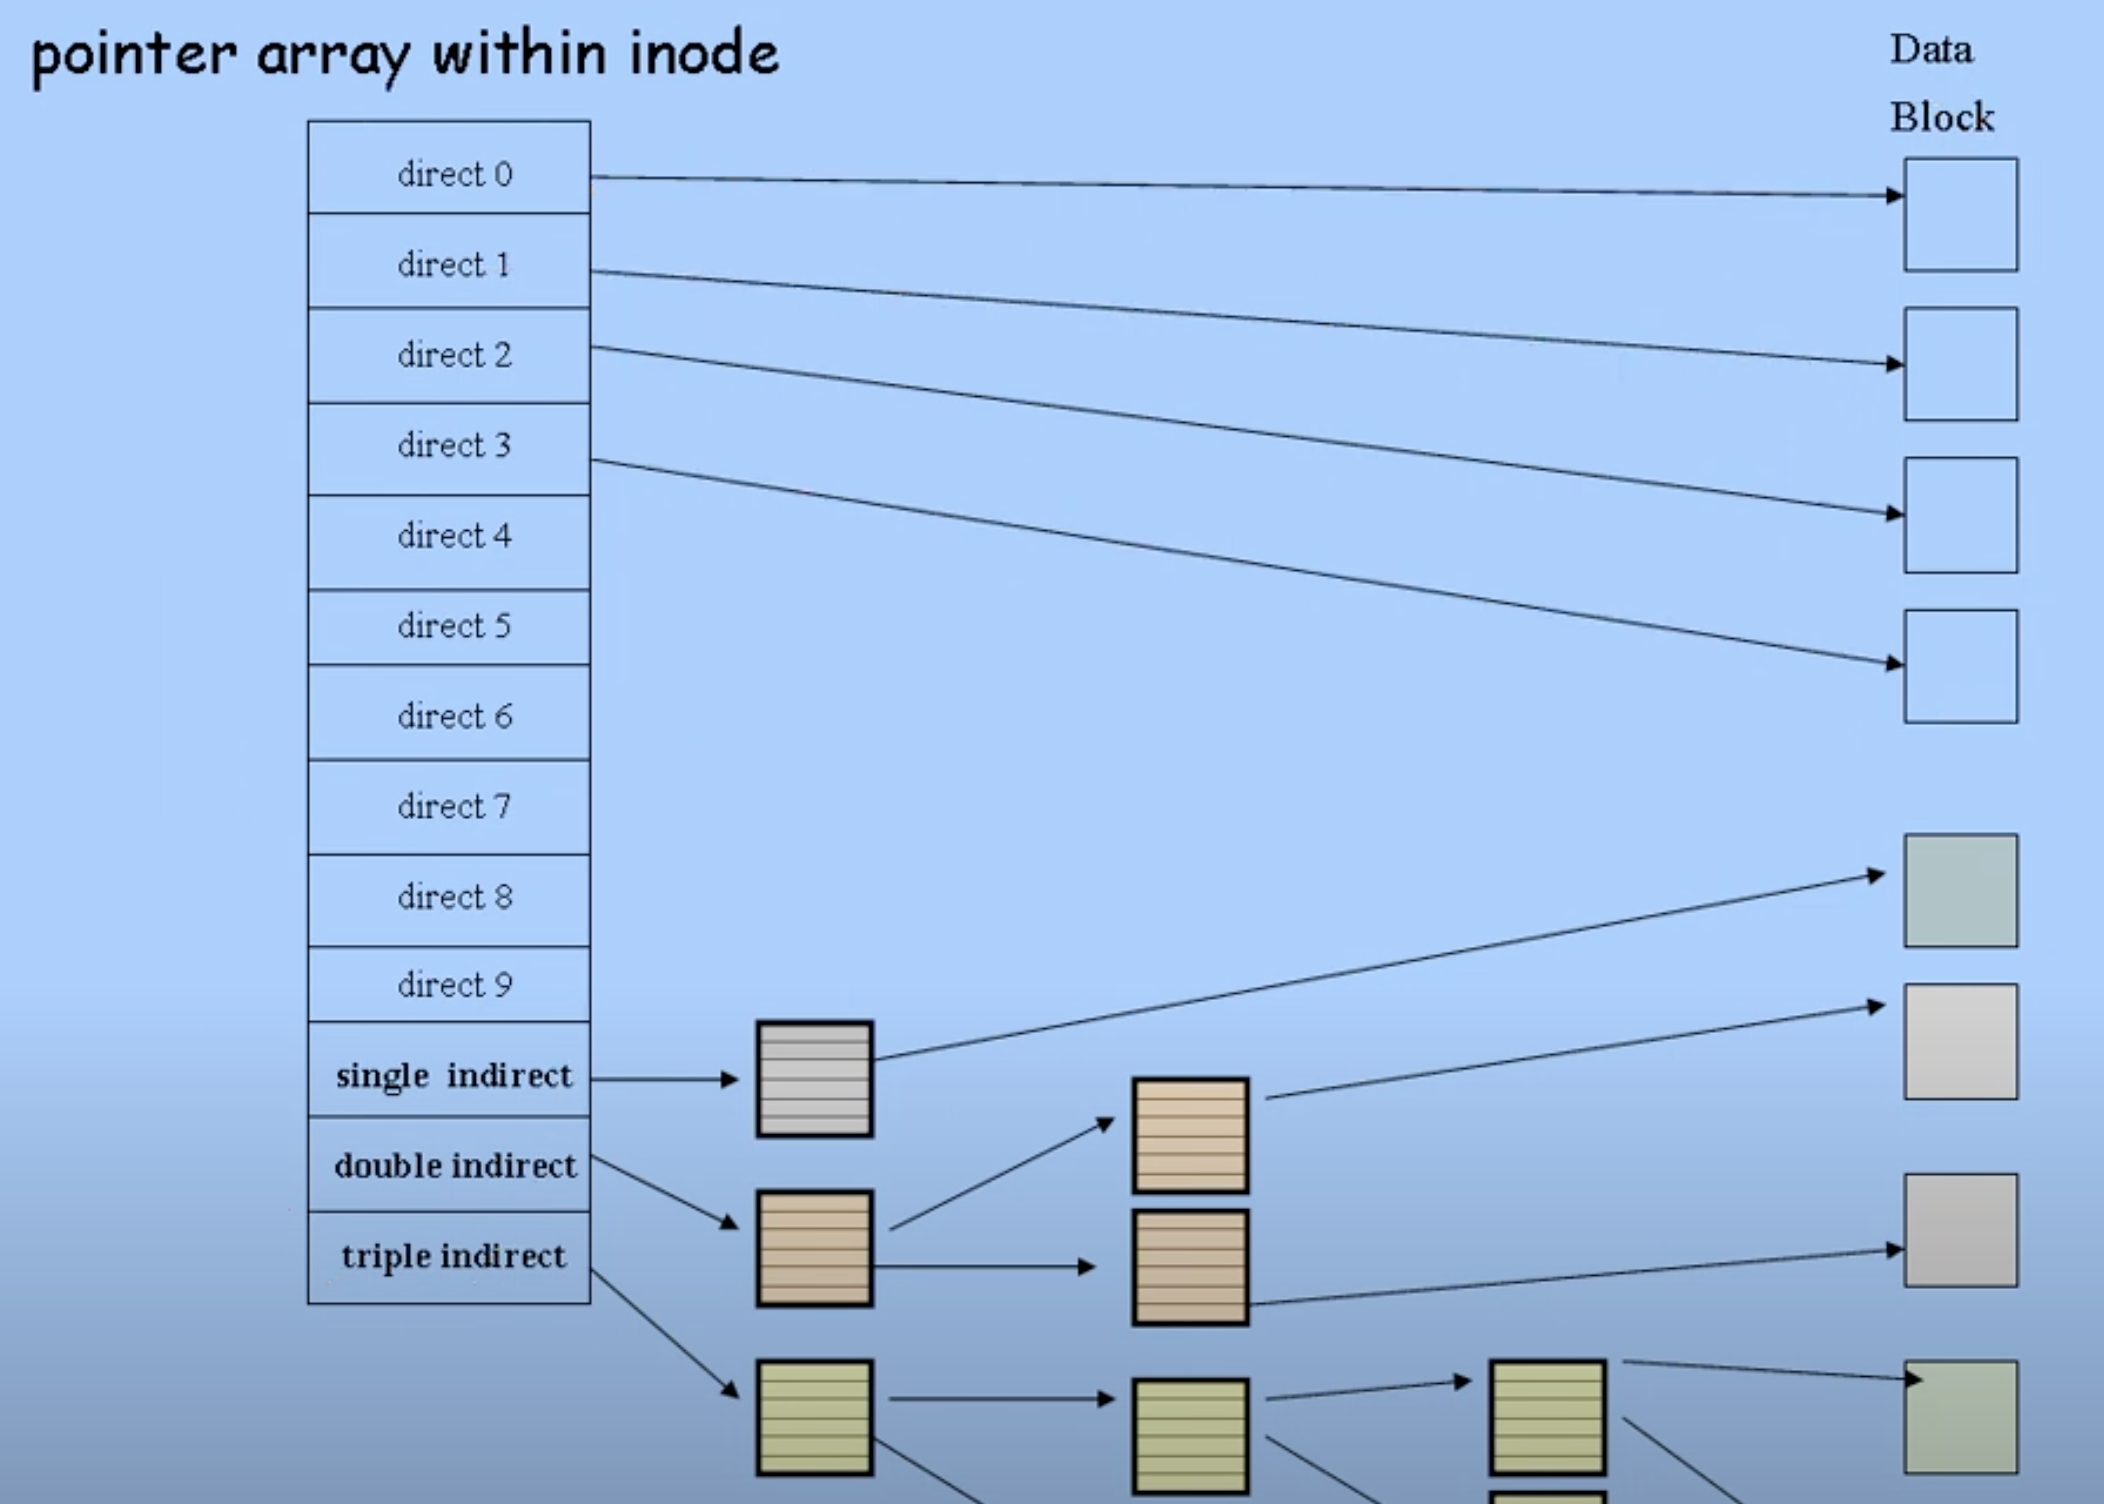 pointer array within inode
Data
Block
direct 0
direct 1
direct 2
direct 3
direct 4
direct 5
direct 6
direct 7
direct 8
direct 9
single indirect
double indirect
triple indirect